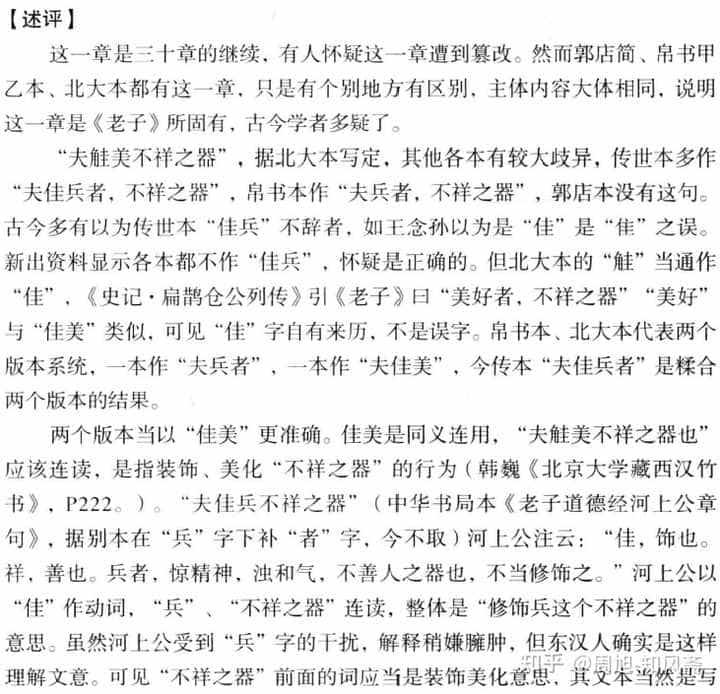 【述评】
这一章是三十章的继续，有人怀疑这一章遭到篡改。然而郭店简、帛书甲
乙本、北大本都有这一章，只是有个别地方有区别，主体内容大体相同，说明
这一章是《老子》所固有，古今学者多疑了。
“夫觟美不祥之器”，据北大本写定，其他各本有较大歧异，传世本多作
“夫佳兵者，不祥之器”，帛书本作“夫兵者，不祥之器”，郭店本没有这句。
古今多有以为传世本“佳兵”不辞者，如王念孙以为是“佳”是“隹”之误。
新出资料显示各本都不作“佳兵”，怀疑是正确的。但北大本的“觟”当通作
“佳”，《史记·扁鹊仓公列传》引《老子》曰“美好者，不祥之器”“美好”
与“佳美”类似，可见“佳”字自有来历，不是误字。帛书本、北大本代表两个
版本系统，一本作“夫兵者”，一本作“夫佳美”，今传本“夫佳兵者”是糅合
两个版本的结果。
两个版本当以“佳美”更准确。佳美是同义连用，“夫觟美不祥之器也”
应该连读，是指装饰、美化“不祥之器”的行为（韩巍《北京大学藏西汉竹
书》，P222。）。“夫佳兵不祥之器”（中华书局本《老子道德经河上公章
句》，据别本在“兵”字下补“者”字，今不取）河上公注云：“佳，饰也。
祥，善也。兵者，惊精神，浊和气，不善人之器也，不当修饰之。”河上公以
“佳”作动词，“兵”、“不祥之器”连读，整体是“修饰兵这个不祥之器”的
意思。虽然河上公受到“兵”字的干扰，解释稍嫌臃肿，但东汉人确实是这样
理解文意。可见“不祥之器”前面的词应当是装饰美化意思，其文本当然是写
知乎 @周旭-知风斋